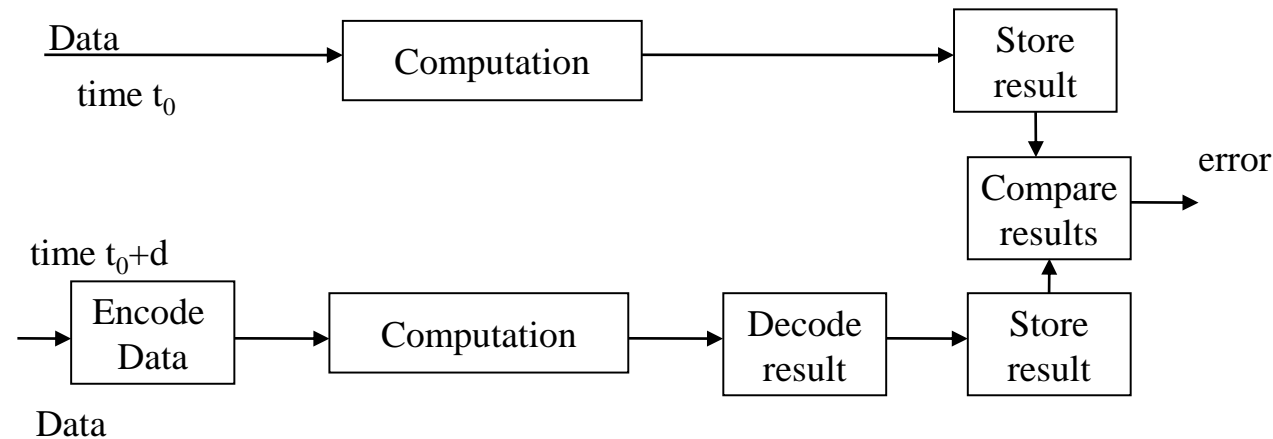 Data
time t₀
Computation
Store
result
Compare
results
error
time t₀+d
Encode
Data
Computation
Decode
result
Store
result
Data